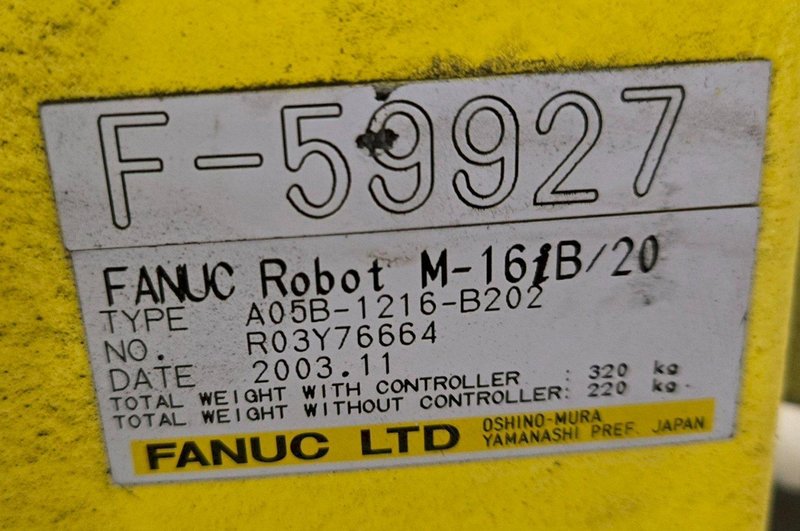 F-59927
FANUC Robot M-16iB/20
TYPE A05B-1216-B202
NO. R03Y76664
DATE 2003.11
TOTAL WEIGHT WITH CONTROLLER : 320 kg
TOTAL WEIGHT WITHOUT CONTROLLER: 220 kg
FANUC LTD OSHINO-MURA
YAMANASHI PREF. JAPAN